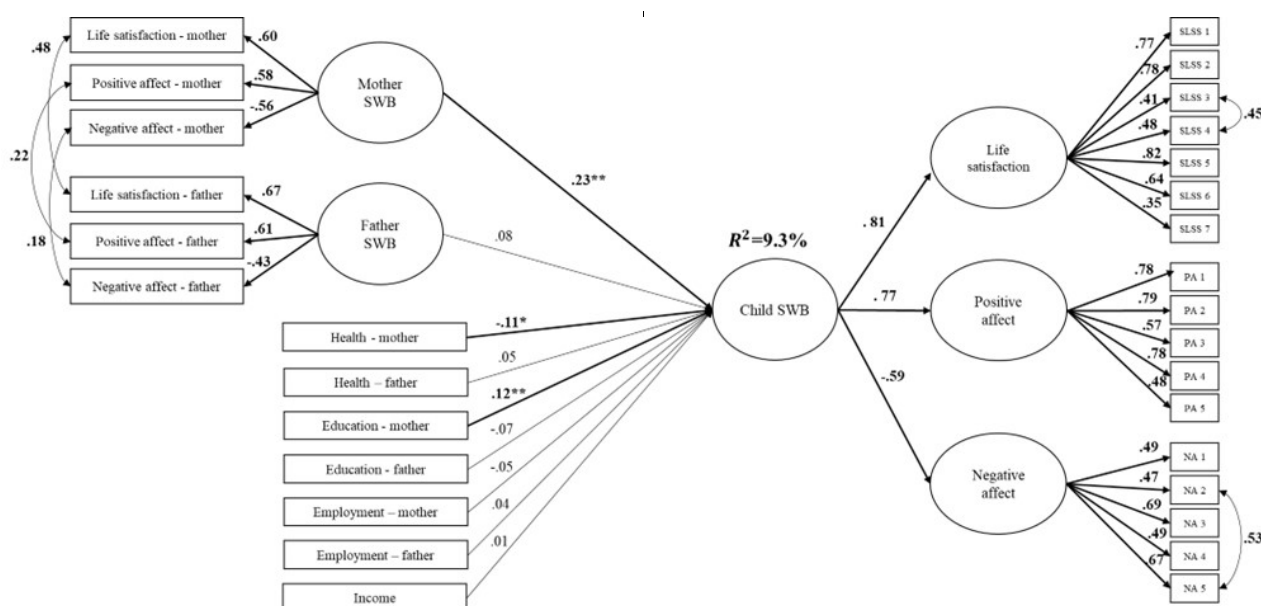 Life satisfaction - mother
Positive affect - mother
Negative affect - mother
Life satisfaction - father
Positive affect - father
Negative affect - father
.48
.22
.18
.60
.58
-.56
.67
.61
-.43
Mother
SWB
Father
SWB
Health - mother
Health – father
Education - mother
Education - father
Employment – mother
Employment – father
Income
.23**
.08
-.11*
.05
.12**
-.07
-.05
.04
.01
R²=9.3%
Child SWB
.81
.77
-.59
Life
satisfaction
Positive
affect
Negative
affect
.77
.78
.41
.48
.82
.64
.35
SLSS 1
SLSS 2
SLSS 3
SLSS 4
SLSS 5
SLSS 6
SLSS 7
.45
.78
.79
.57
.78
.48
PA 1
PA 2
PA 3
PA 4
PA 5
.49
.47
.69
.49
.67
NA 1
NA 2
NA 3
NA 4
NA 5
.53